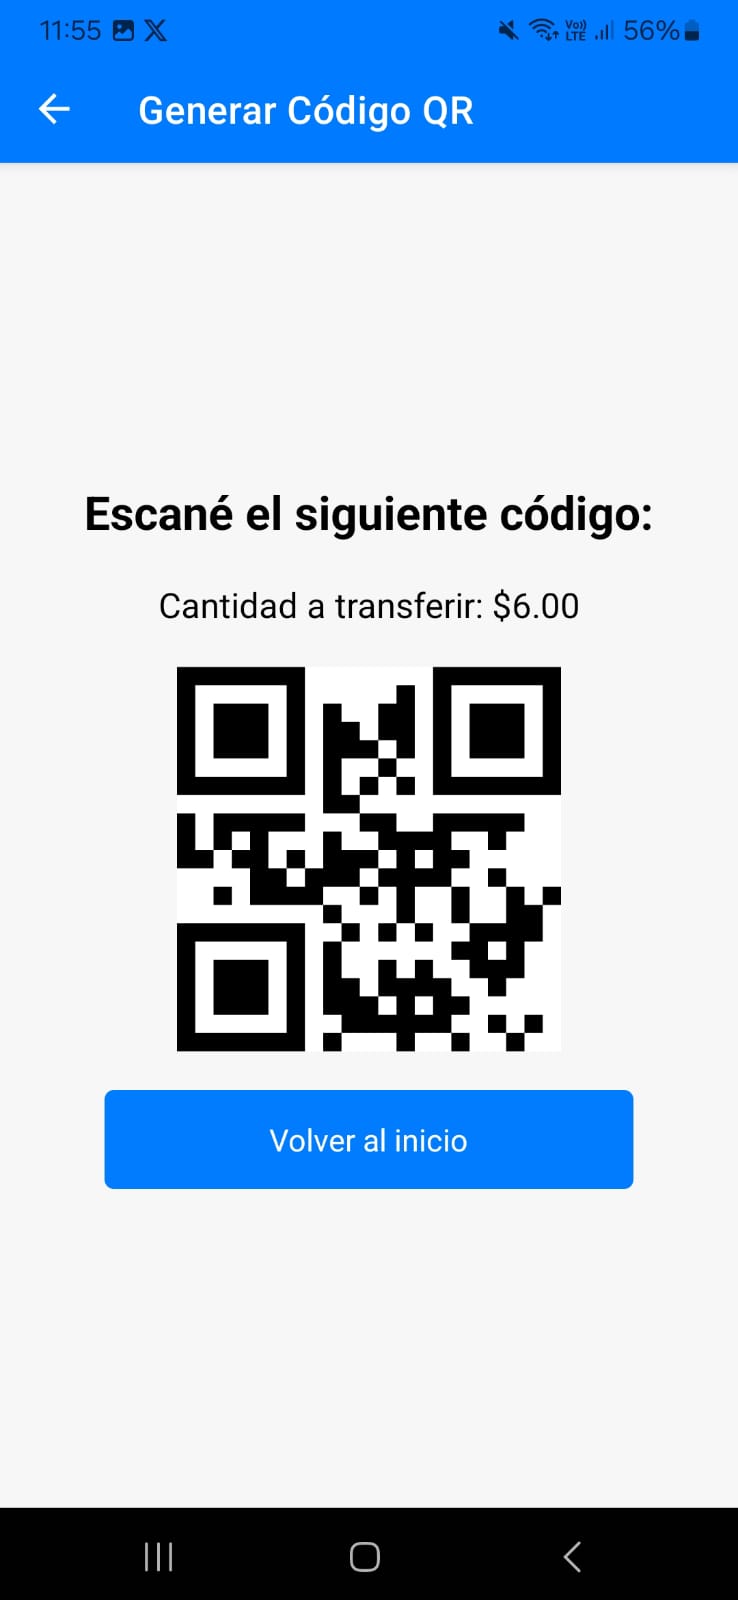 11:55 Vo)) LTE 56%
Generar Código QR
Escané el siguiente código:
Cantidad a transferir: $6.00
Volver al inicio